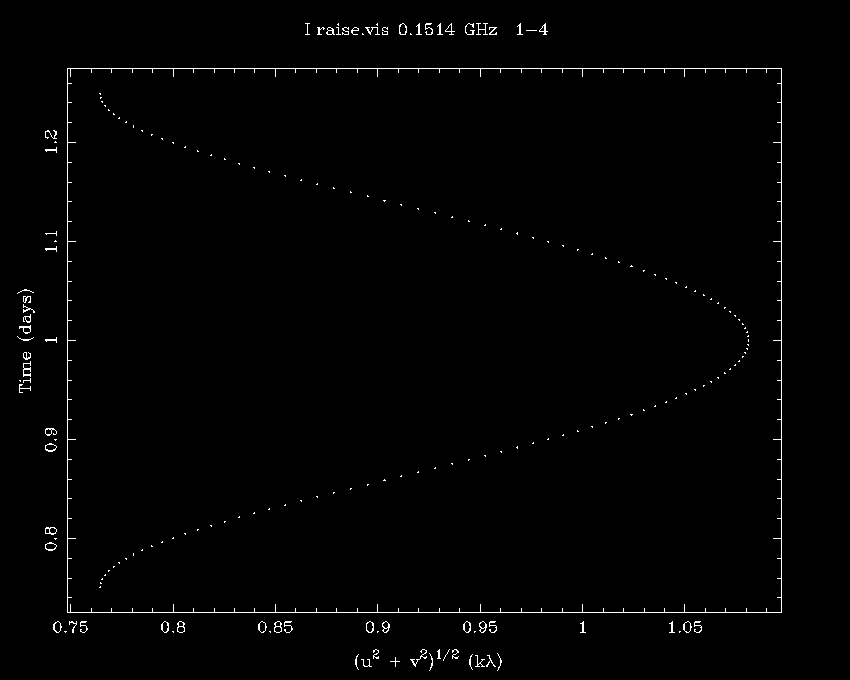 I raise.vis 0.1514 GHz 1−4
1.2
1.1
1
0.9
0.8
Time (days)
0.75 0.8 0.85 0.9 0.95 1 1.05
(u² + v²)¹/² (kλ)